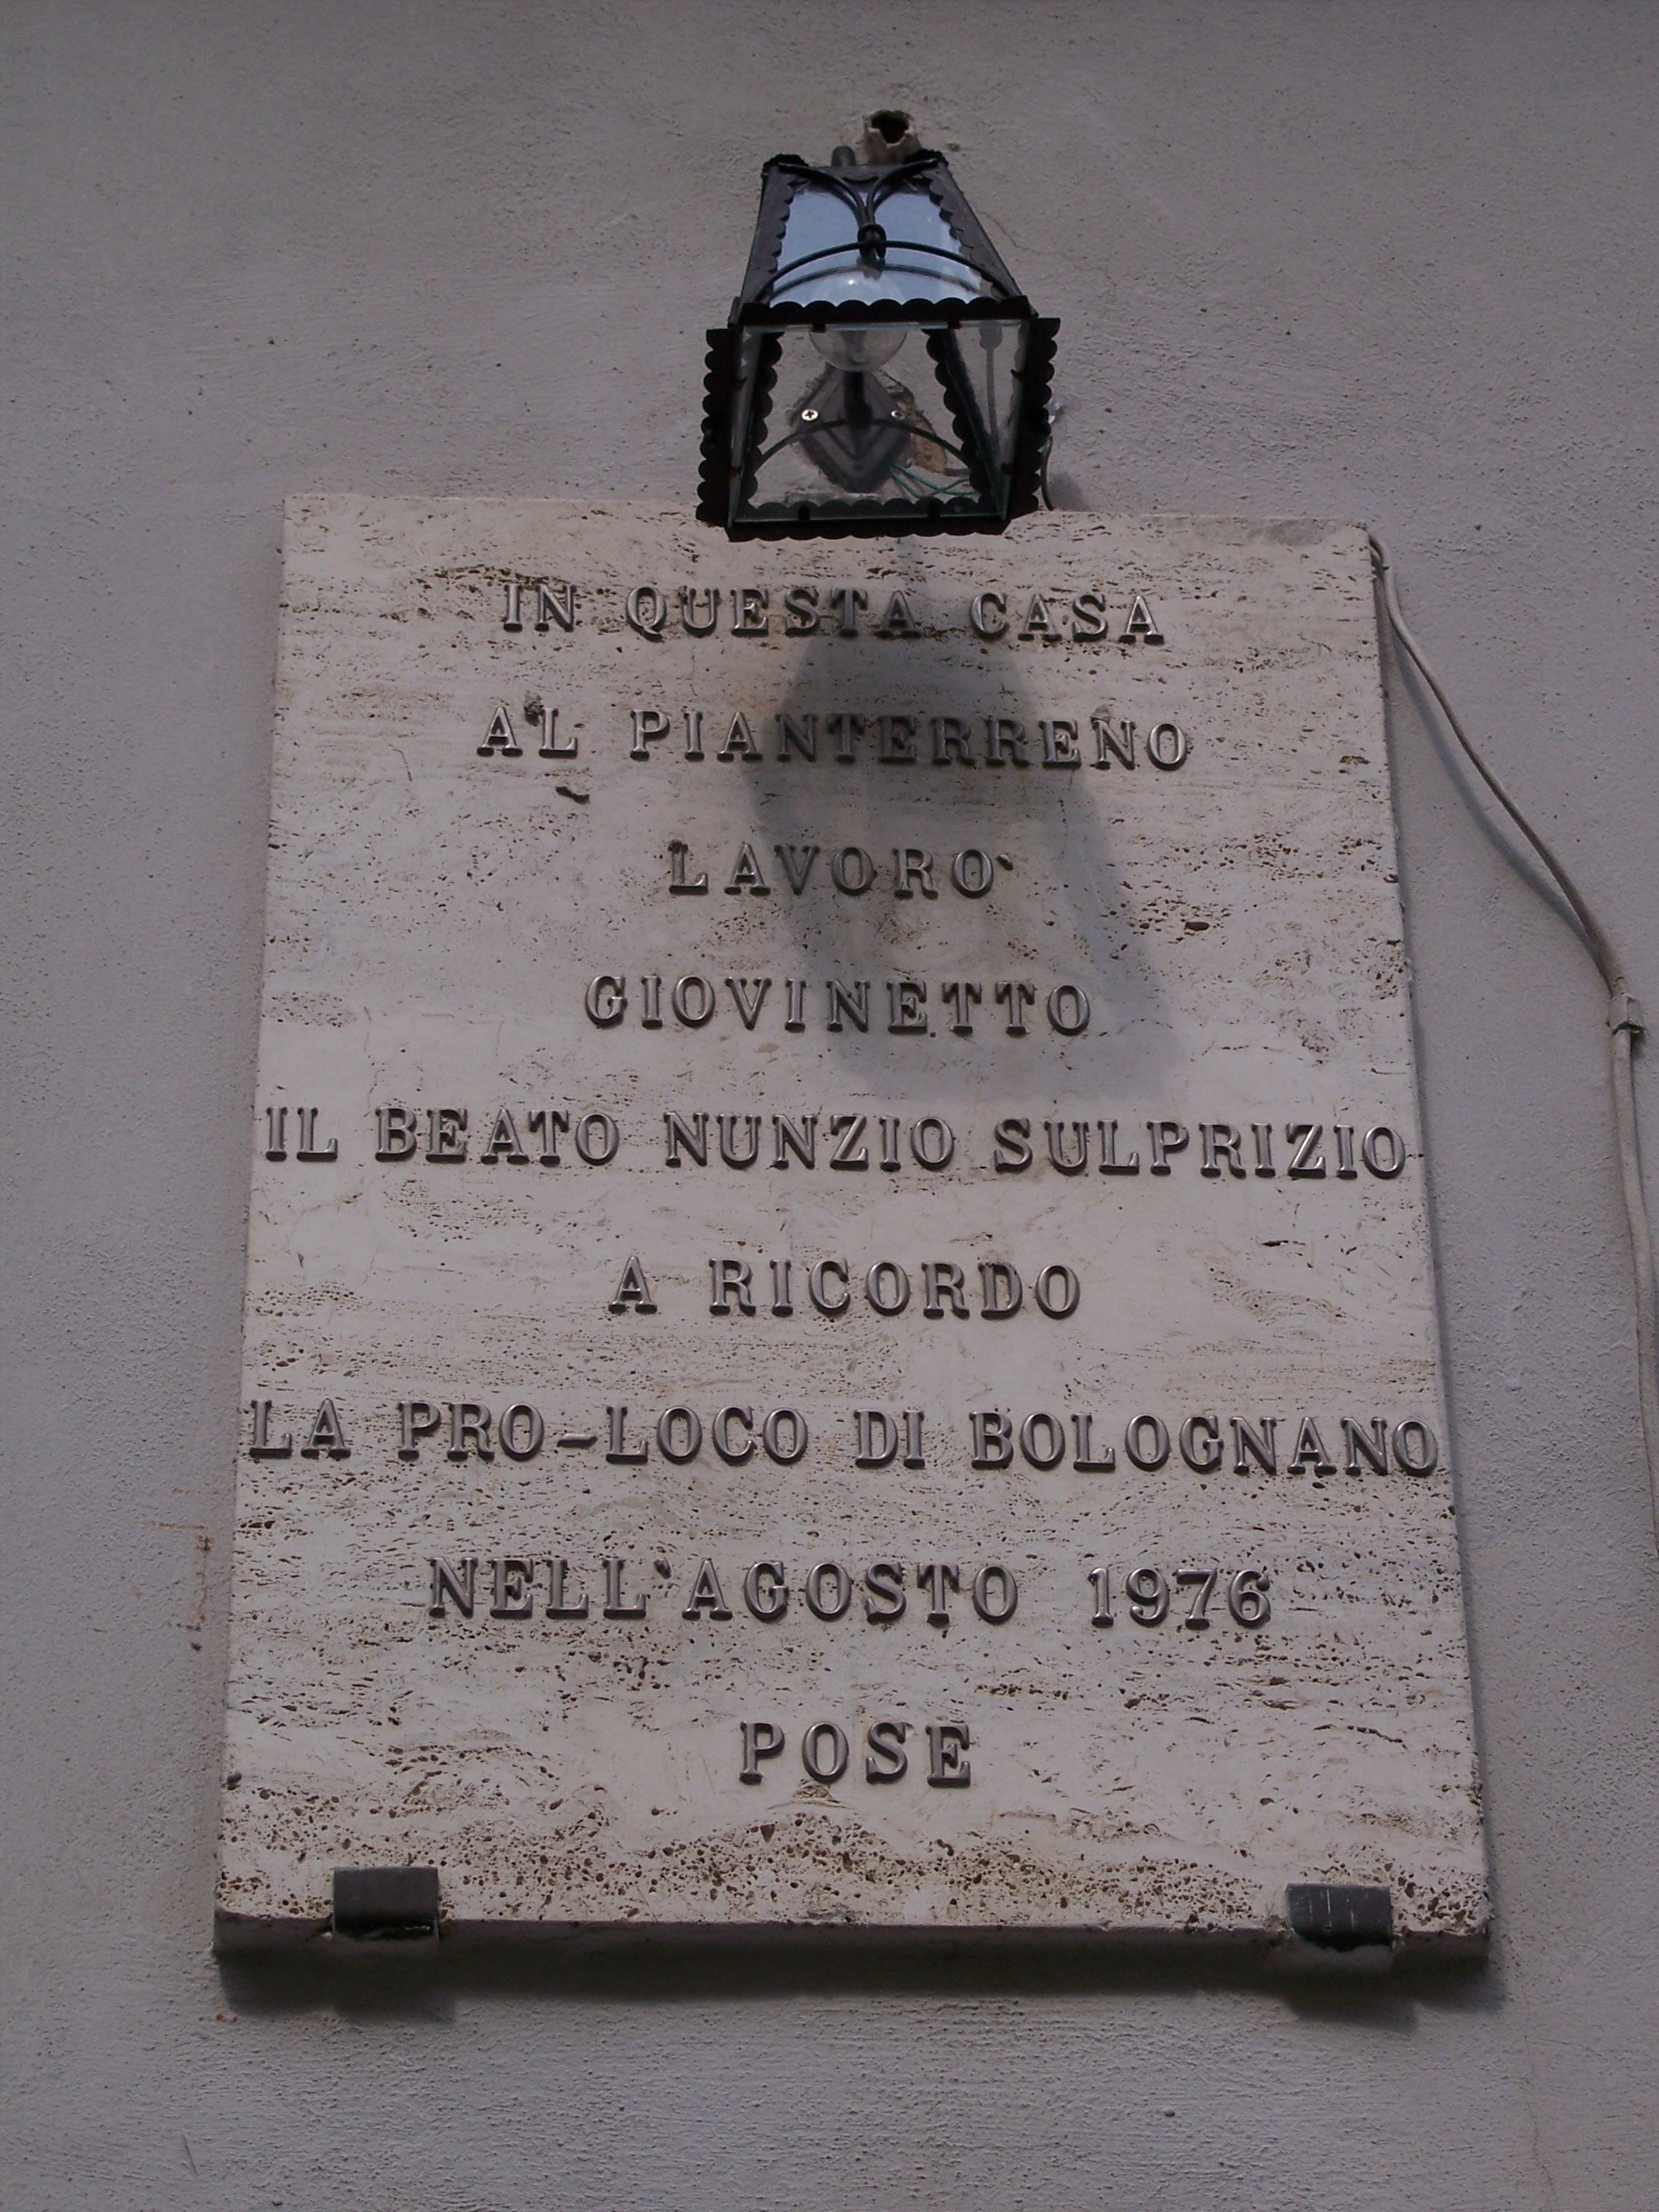 IN QUESTA CASA
AL PIANTERRENO
LAVORO'
GIOVINETTO
IL BEATO NUNZIO SULPRIZIO
A RICORDO
LA PRO-LOCO DI BOLOGNANO
NELL'AGOSTO 1976
POSE